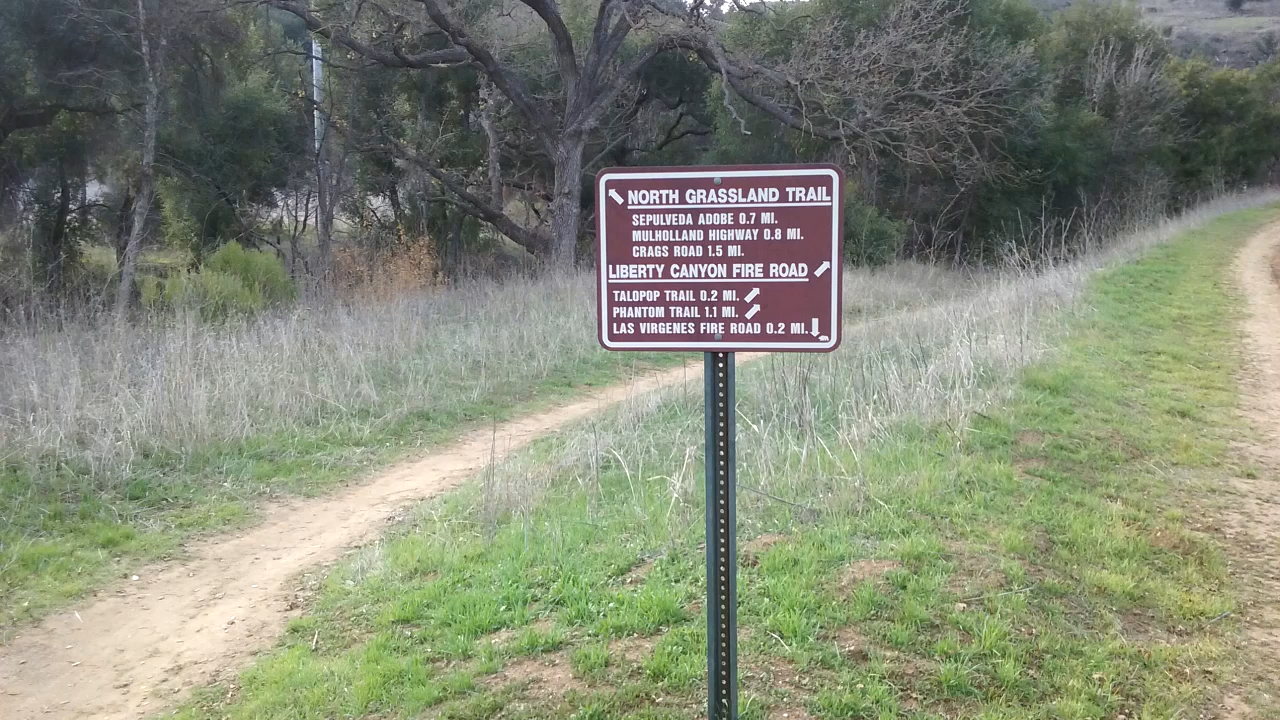 NORTH GRASSLAND TRAIL
SEPULVEDA ADOBE 0.7 MI.
MULHOLLAND HIGHWAY 0.8 MI.
CRAGS ROAD 1.5 MI.
LIBERTY CANYON FIRE ROAD
TALOPOP TRAIL 0.2 MI.
PHANTOM TRAIL 1.1 MI.
LAS VIRGENES FIRE ROAD 0.2 MI.